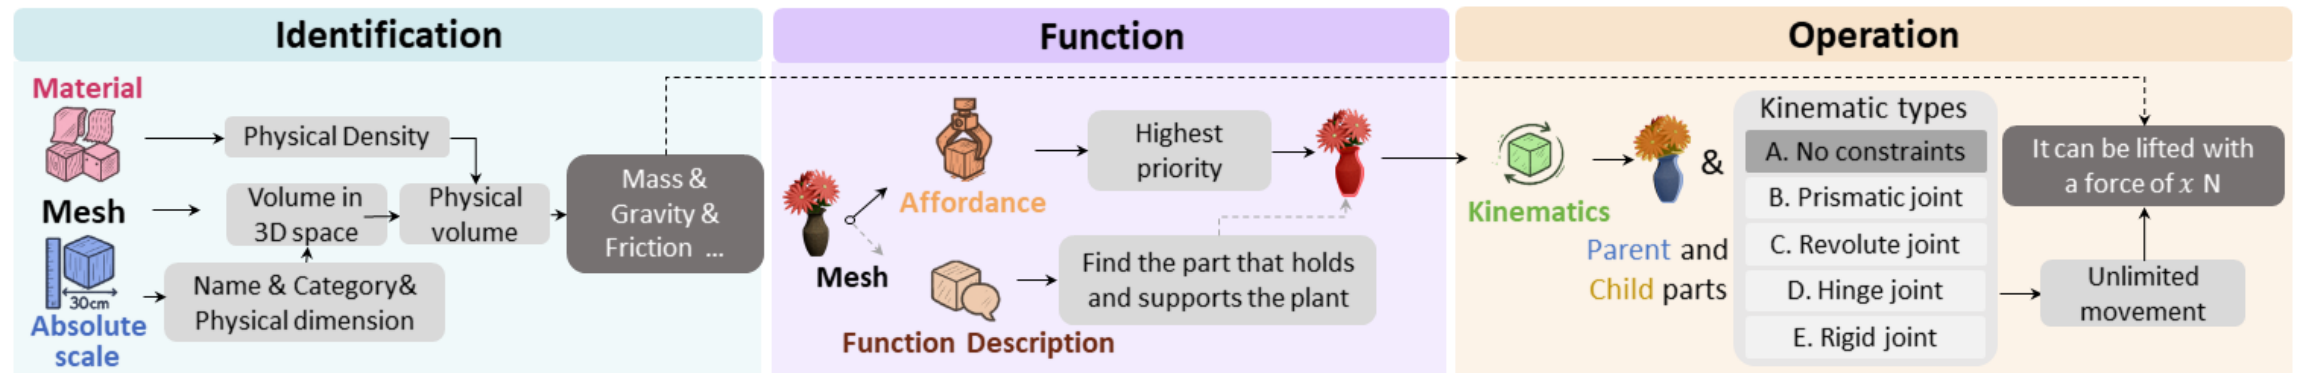 Identification
Material
Physical Density
Mesh
Volume in
3D space
Physical
volume
Mass &
Gravity &
Friction ...
30cm
Absolute
scale
Name & Category&
Physical dimension
Function
Mesh
Affordance
Highest
priority
Function Description
Find the part that holds
and supports the plant
Operation
Kinematics
&
Parent and
Child parts
Kinematic types
A. No constraints
B. Prismatic joint
C. Revolute joint
D. Hinge joint
E. Rigid joint
It can be lifted with
a force of x N
Unlimited
movement